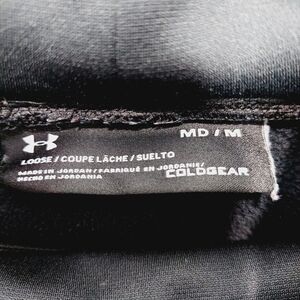 MD / M
LOOSE / COUPE LÂCHE / SUELTO
MADE IN JORDAN / FABRIQUÉ EN JORDANIE /
HECHO EN JORDANIA
COLDGEAR